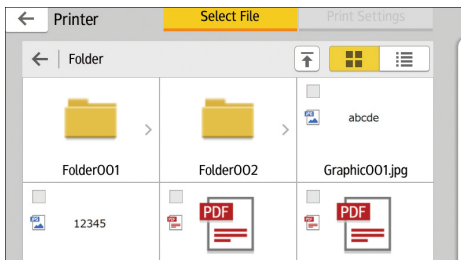 Printer
Select File
Print Settings
Folder
abcde
Folder001
Folder002
Graphic001.jpg
12345
PDF
PDF